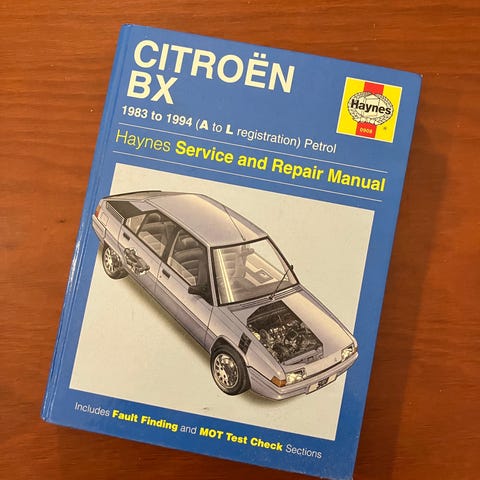 CITROËN
BX
1983 to 1994 (A to L registration) Petrol
Haynes
0908
Haynes Service and Repair Manual
Includes Fault Finding and MOT Test Check Sections